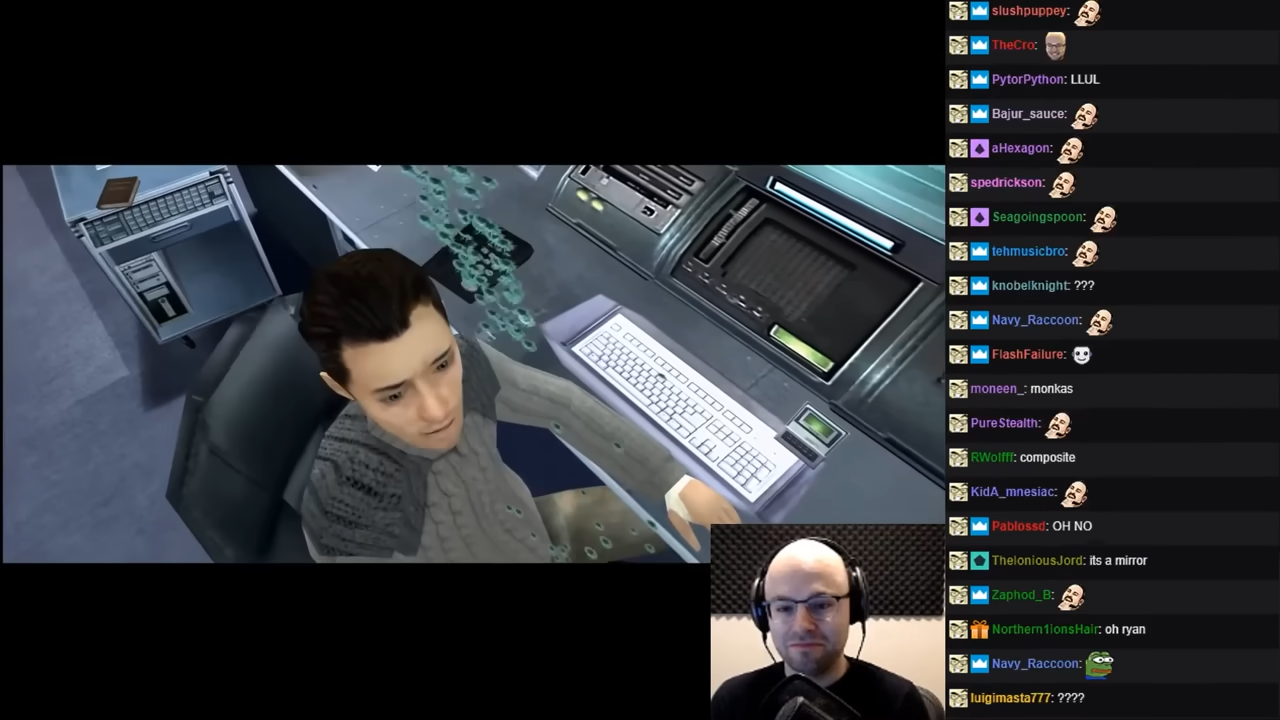 slushpuppey:
TheCro:
PytorPython: LLUL
Bajur_sauce:
aHexagon:
spedrickson:
Seagoingspoon:
tehmusicbro:
knobelknight: ???
Navy_Raccoon:
FlashFailure:
moneen_: monkas
PureStealth:
RWolfff: composite
KidA_mnesiac:
Pablossd: OH NO
TheloniousJord: its a mirror
Zaphod_B:
Northern1ionsHair: oh ryan
Navy_Raccoon:
luigimasta777: ????